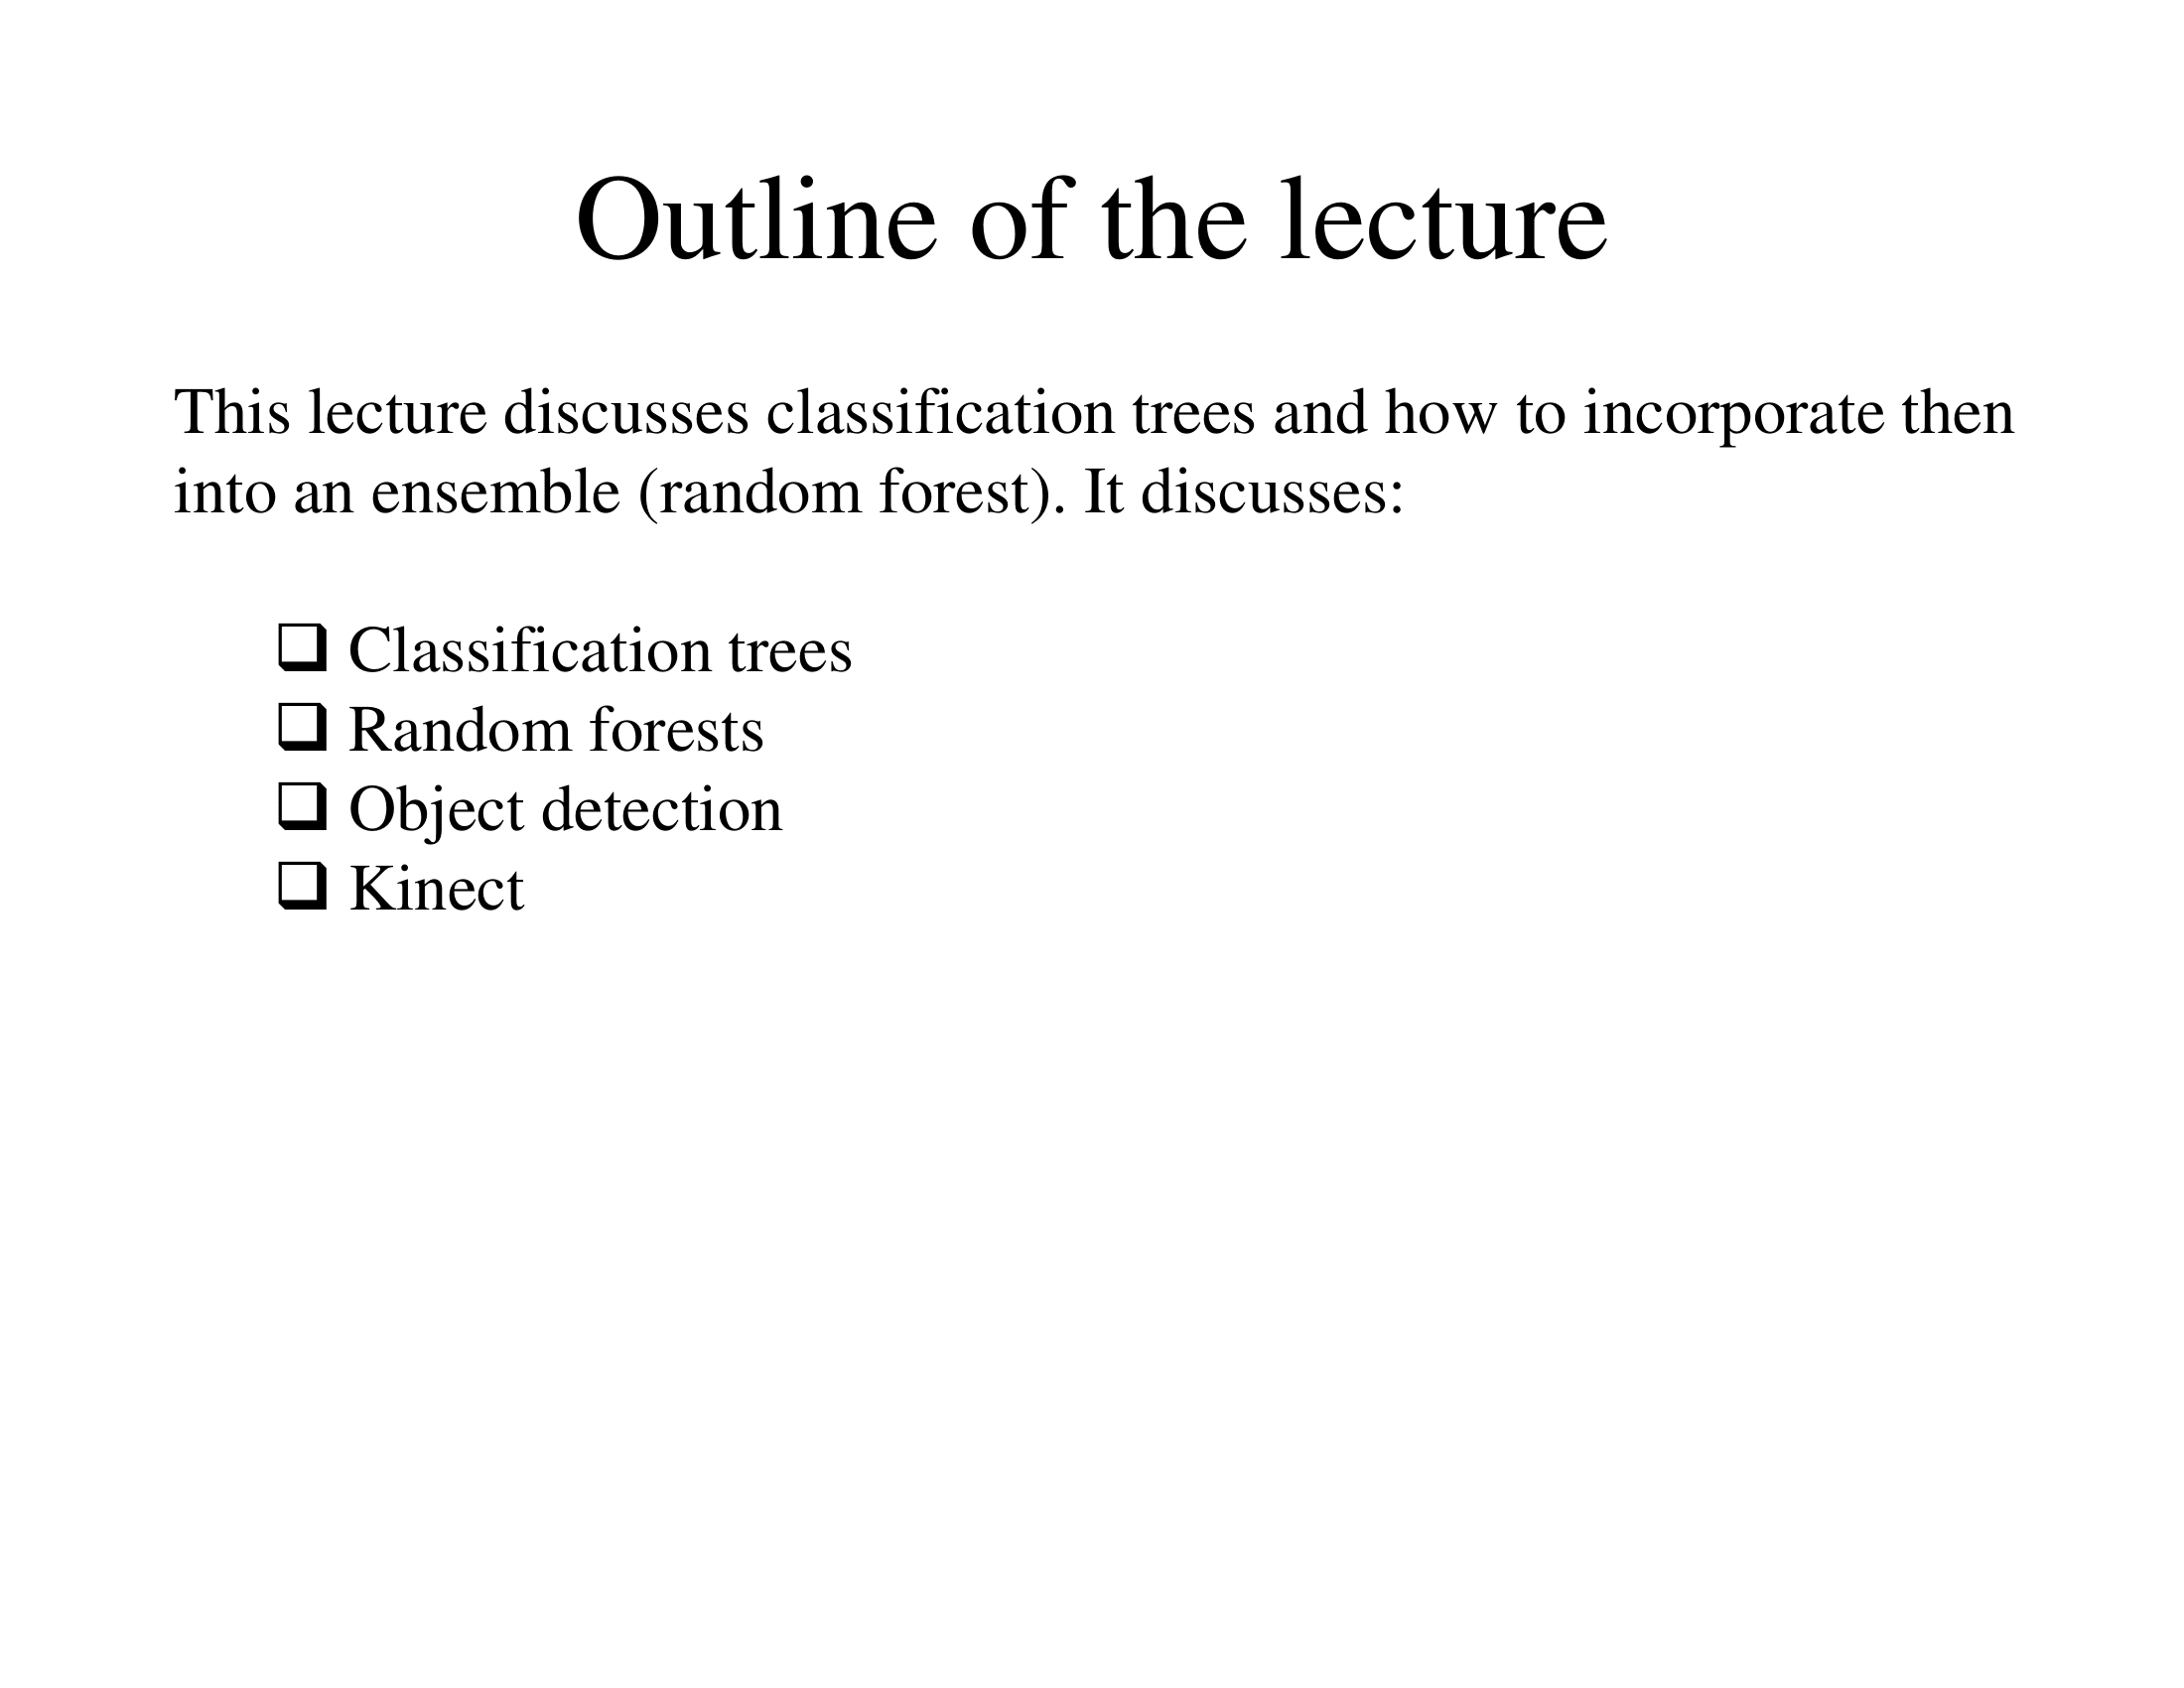 Outline of the lecture
This lecture discusses classification trees and how to incorporate then
into an ensemble (random forest). It discusses:
❑ Classification trees
❑ Random forests
❑ Object detection
❑ Kinect